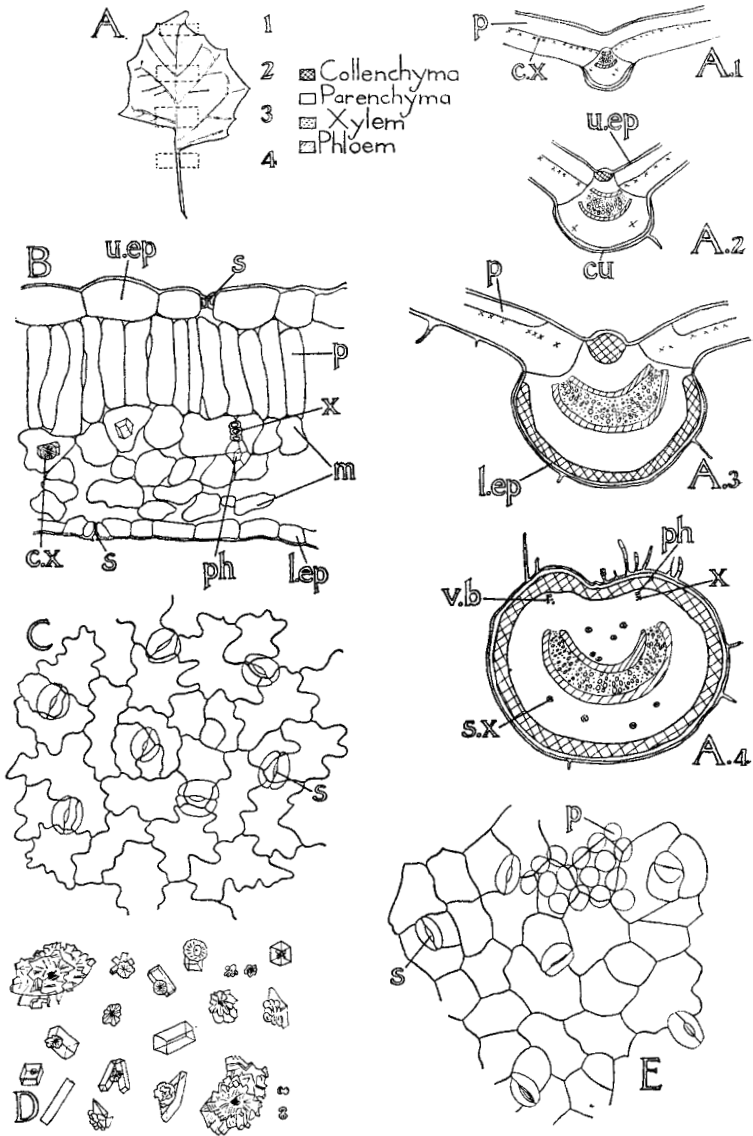 A.
1
2
3
4
Collenchyma
Parenchyma
Xylem
Phloem
p
c.x
A.1
u.ep
cu
A.2
p
l.ep
A.3
v.b
ph
x
s.x
A.4
B
u.ep
s
p
x
m
c.x
s
ph
l.ep
C
s
D
p
s
E